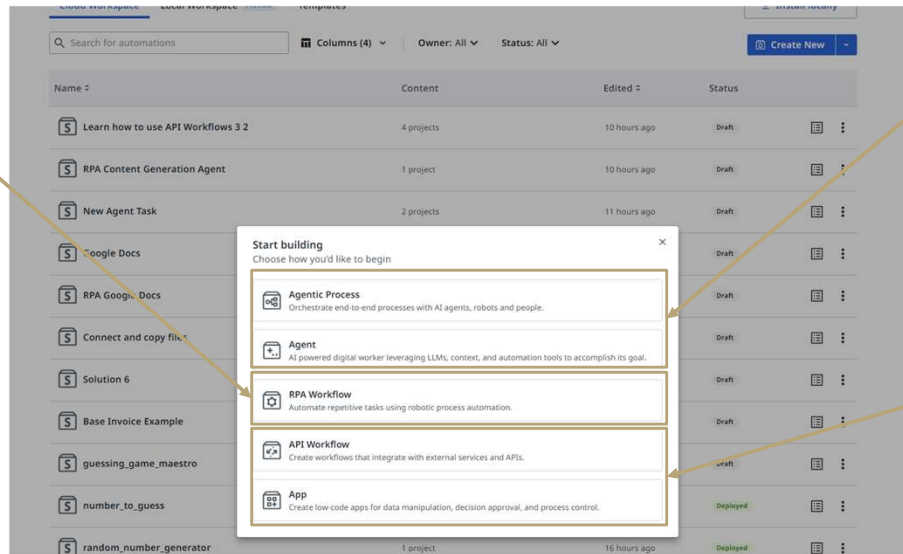 Cloud Workspace Local Workspace Templates Install locally
Search for automations Columns (4) Owner: All Status: All Create New
Name Content Edited Status
Learn how to use API Workflows 3 2 4 projects 10 hours ago Draft
RPA Content Generation Agent 1 project 10 hours ago Draft
New Agent Task 2 projects 11 hours ago Draft
Google Docs Draft
RPA Google Docs Draft
Connect and copy files Draft
Solution 6 Draft
Base Invoice Example Draft
guessing_game_maestro Draft
number_to_guess Deployed
random_number_generator 1 project 16 hours ago Deployed
Start building
Choose how you'd like to begin
Agentic Process
Orchestrate end-to-end processes with AI agents, robots and people.
Agent
AI powered digital worker leveraging LLMs, context, and automation tools to accomplish its goal.
RPA Workflow
Automate repetitive tasks using robotic process automation.
API Workflow
Create workflows that integrate with external services and APIs.
App
Create low-code apps for data manipulation, decision approval, and process control.